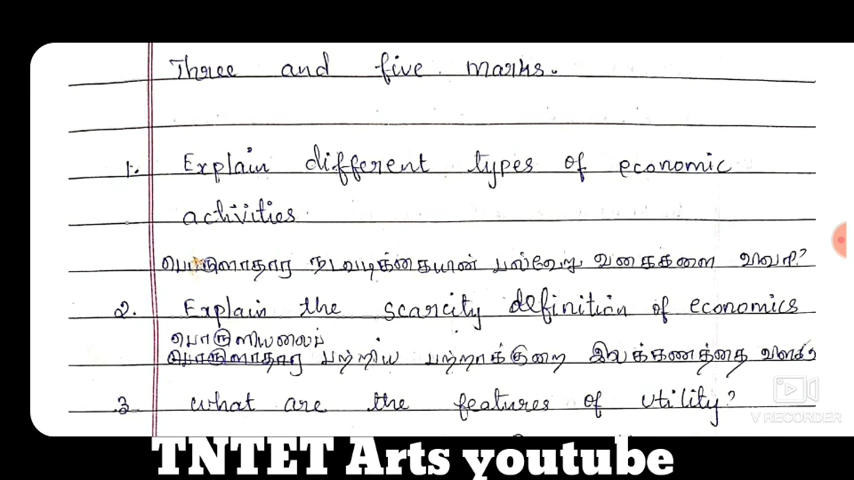 Three and five marks.
1. Explain different types of economic
activities.
பொருளாதார நடவடிக்கையின் பல்வேறு வகைகளை விவரி?
2. Explain the scarcity definition of economics
பொருளியலைப்
பொருளாதார பற்றிய பற்றாக்குறை இலக்கணத்தை
3 what are the features of utility?
V RECORDER
TNTET Arts youtube